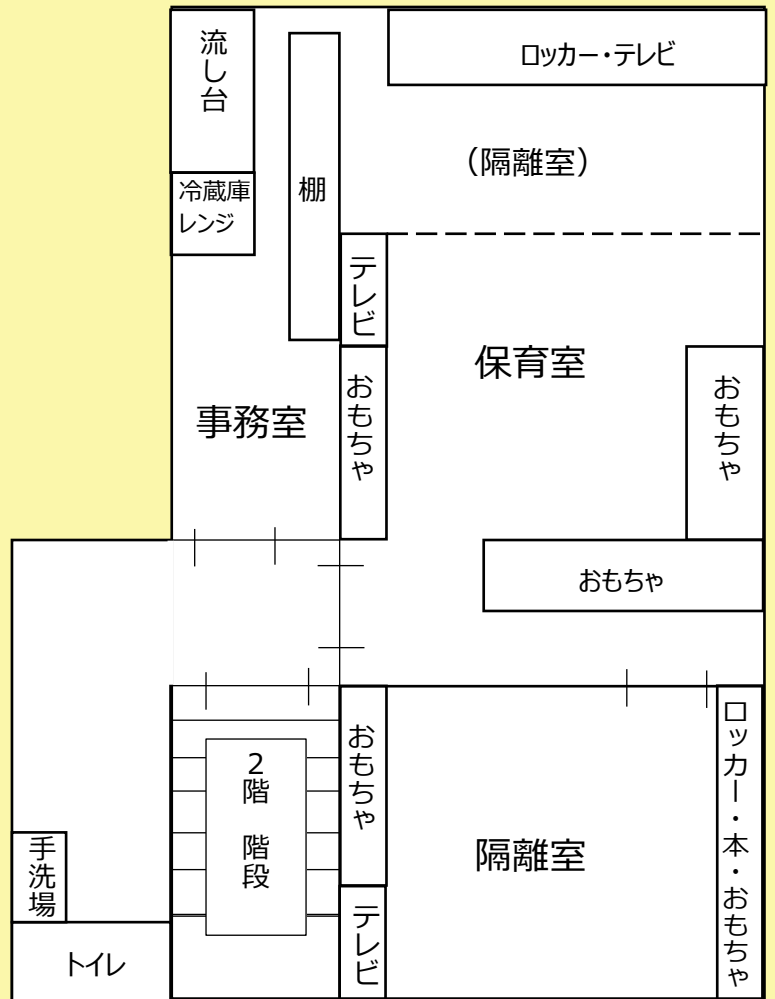 流し台
ロッカー・テレビ
（隔離室）
冷蔵庫
レンジ
棚
テレビ
保育室
おもちゃ
おもちゃ
事務室
おもちゃ
２階 階段
おもちゃ
ロッカー・本・おもちゃ
隔離室
手洗場
テレビ
トイレ